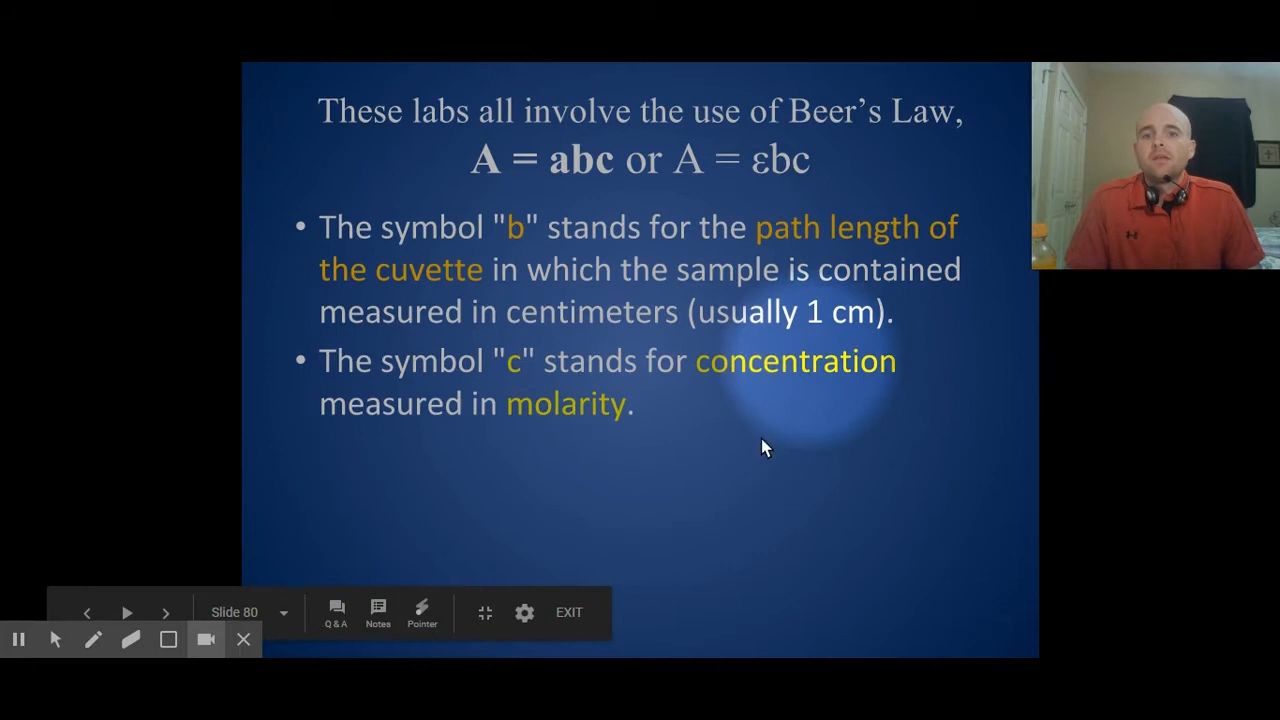 These labs all involve the use of Beer’s Law,
A = abc or A = εbc
• The symbol "b" stands for the path length of
the cuvette in which the sample is contained
measured in centimeters (usually 1 cm).
• The symbol "c" stands for concentration
measured in molarity.
Slide 80
Q & A
Notes
Pointer
EXIT